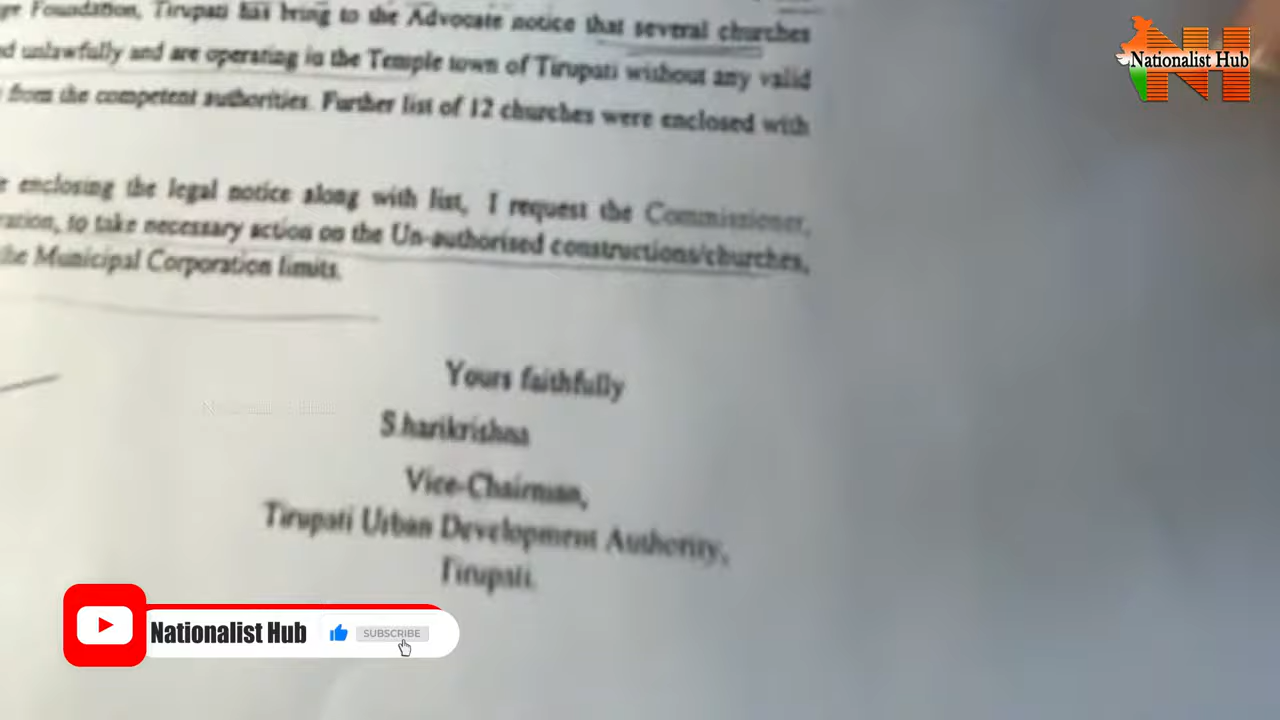 Foundation, Tirupati has bring to the Advocate notice that several churches
unlawfully and are operating in the Temple town of Tirupati without any valid
from the competent authorities. Further list of 12 churches were enclosed with
enclosing the legal notice along with list, I request the Commissioner,
to take necessary action on the Un-authorised constructions/churches,
the Municipal Corporation limits.
Yours faithfully
S.harikrishna
Vice-Chairman,
Tirupati Urban Development Authority,
Tirupati.
Nationalist Hub
Nationalist Hub
SUBSCRIBE